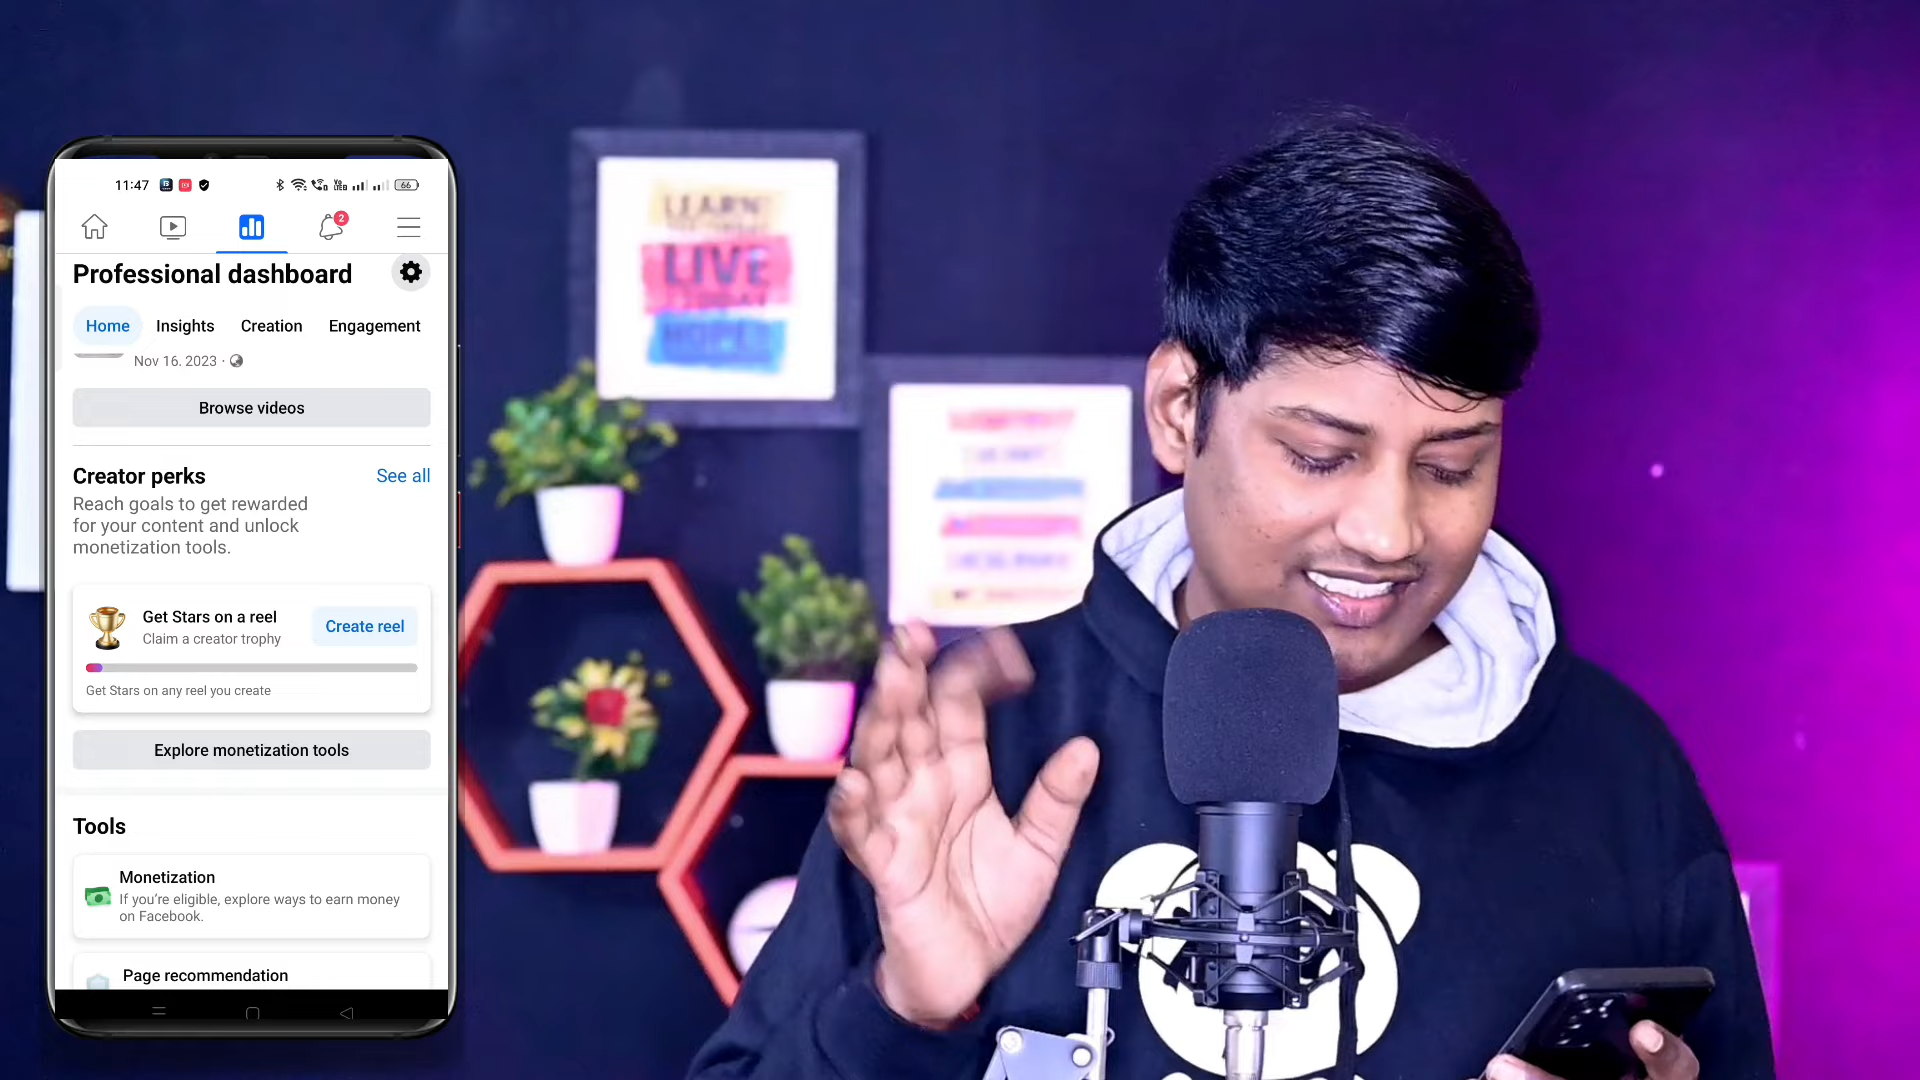 11:47
66
2
Professional dashboard
Home Insights Creation Engagement
Nov 16. 2023 ·
Browse videos
Creator perks See all
Reach goals to get rewarded
for your content and unlock
monetization tools.
Get Stars on a reel
Claim a creator trophy
Create reel
Get Stars on any reel you create
Explore monetization tools
Tools
Monetization
If you're eligible, explore ways to earn money
on Facebook.
Page recommendation
LEARN
LIVE
HOPE